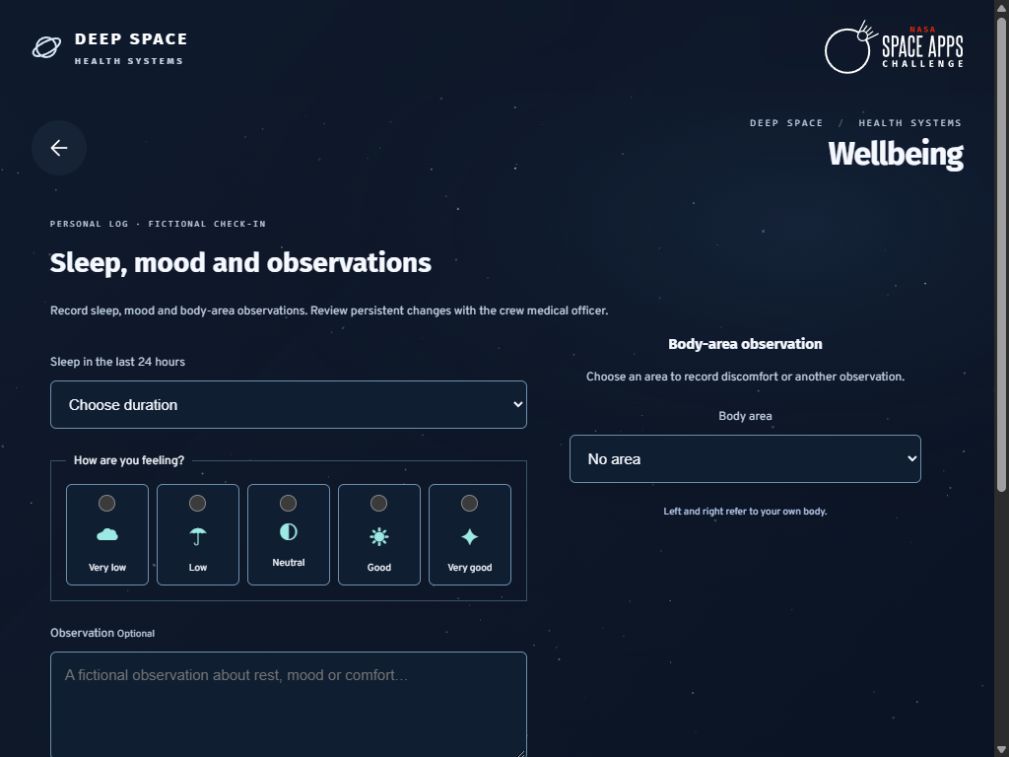 DEEP SPACE
HEALTH SYSTEMS
NASA
SPACE APPS
CHALLENGE
DEEP SPACE / HEALTH SYSTEMS
Wellbeing
PERSONAL LOG · FICTIONAL CHECK-IN
Sleep, mood and observations
Record sleep, mood and body-area observations. Review persistent changes with the crew medical officer.
Sleep in the last 24 hours
Choose duration
How are you feeling?
Very low
Low
Neutral
Good
Very good
Observation Optional
A fictional observation about rest, mood or comfort…
Body-area observation
Choose an area to record discomfort or another observation.
Body area
No area
Left and right refer to your own body.